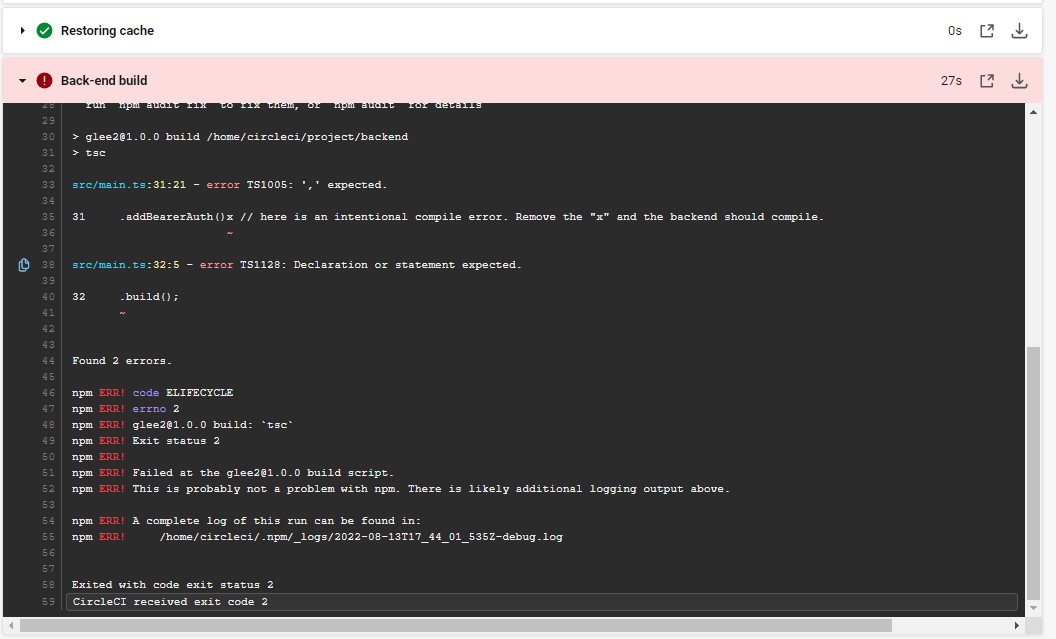 Restoring cache 0s
Back-end build 27s
28 run `npm audit fix` to fix them, or `npm audit` for details
29
30 > glee2@1.0.0 build /home/circleci/project/backend
31 > tsc
32
33 src/main.ts:31:21 - error TS1005: ',' expected.
34
35 31     .addBearerAuth()x // here is an intentional compile error. Remove the "x" and the backend should compile.
36                       ~
37
38 src/main.ts:32:5 - error TS1128: Declaration or statement expected.
39
40 32     .build();
41       ~
42
43
44 Found 2 errors.
45
46 npm ERR! code ELIFECYCLE
47 npm ERR! errno 2
48 npm ERR! glee2@1.0.0 build: `tsc`
49 npm ERR! Exit status 2
50 npm ERR!
51 npm ERR! Failed at the glee2@1.0.0 build script.
52 npm ERR! This is probably not a problem with npm. There is likely additional logging output above.
53
54 npm ERR! A complete log of this run can be found in:
55 npm ERR!     /home/circleci/.npm/_logs/2022-08-13T17_44_01_535Z-debug.log
56
57
58 Exited with code exit status 2
59 CircleCI received exit code 2